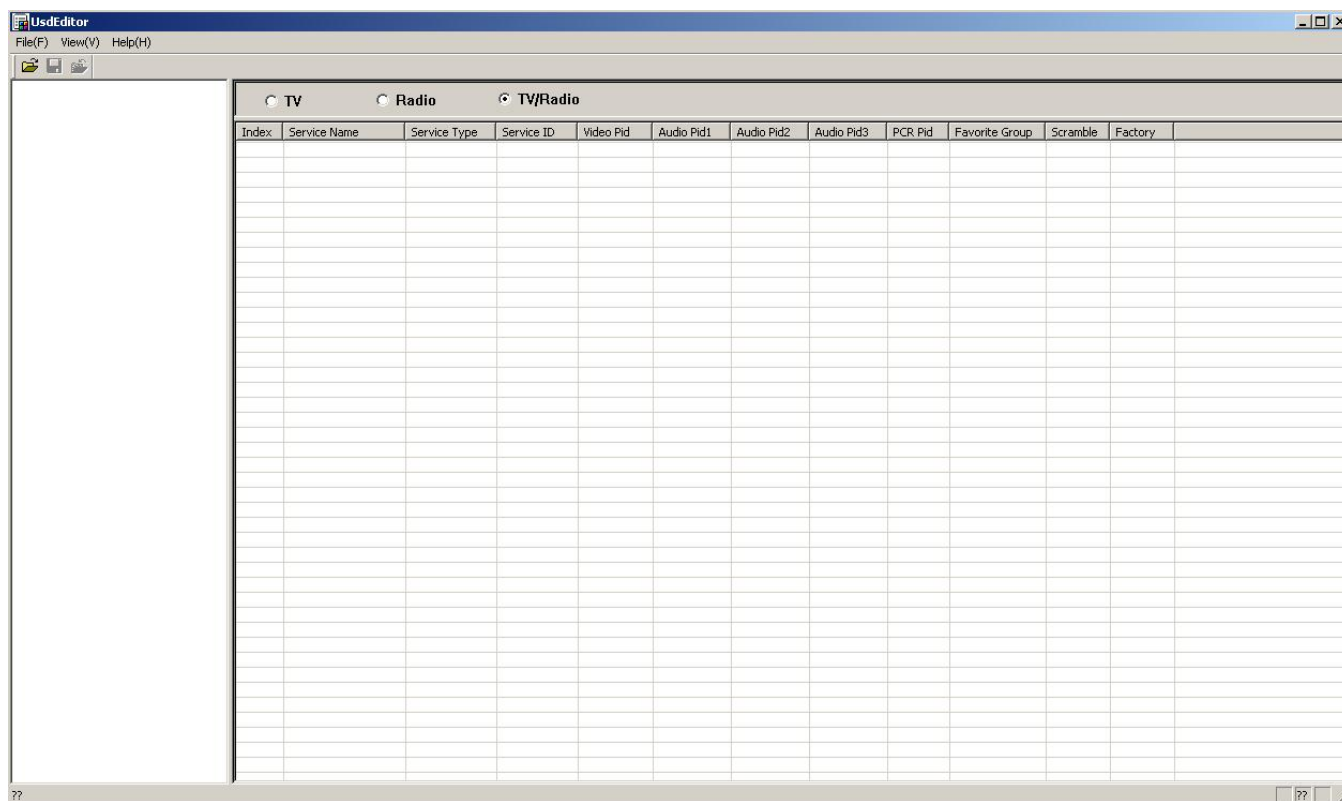 UsdEditor
File(F) View(V) Help(H)
TV Radio TV/Radio
Index Service Name Service Type Service ID Video Pid Audio Pid1 Audio Pid2 Audio Pid3 PCR Pid Favorite Group Scramble Factory
?? ??